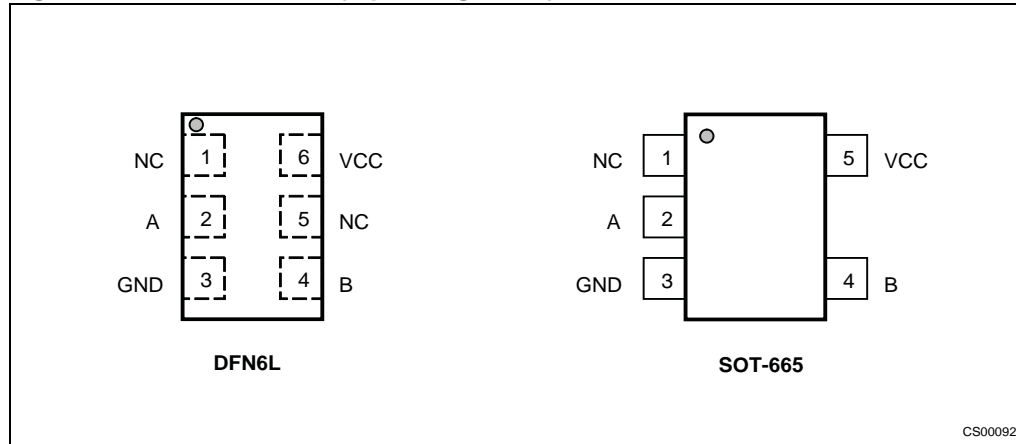 NC 1 6 VCC
A 2 5 NC
GND 3 4 B
DFN6L
NC 1 5 VCC
A 2
GND 3 4 B
SOT-665
CS00092